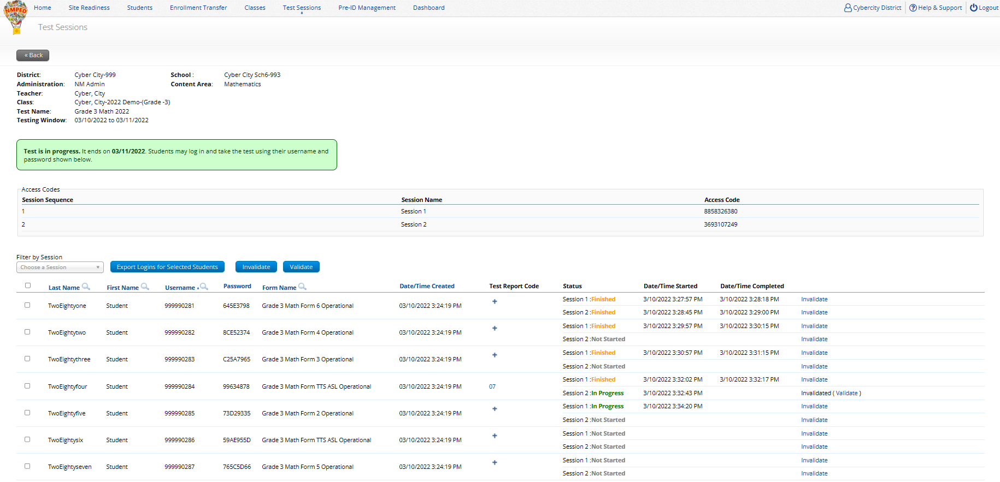 NMPED
Home Site Readiness Students Enrollment Transfer Classes Test Sessions Pre-ID Management Dashboard Cybercity District Help & Support Logout
Test Sessions
« Back
District: Cyber City-999 School : Cyber City Sch6-993
Administration: NM Admin Content Area: Mathematics
Teacher: Cyber, City
Class: Cyber, City-2022 Demo-(Grade -3)
Test Name: Grade 3 Math 2022
Testing Window: 03/10/2022 to 03/11/2022
Test is in progress. It ends on 03/11/2022. Students may log in and take the test using their username and
password shown below.
Access Codes
Session Sequence Session Name Access Code
1 Session 1 8858326380
2 Session 2 3693107249
Filter by Session
Choose a Session Export Logins for Selected Students Invalidate Validate
Last Name First Name Username Password Form Name Date/Time Created Test Report Code Status Date/Time Started Date/Time Completed
TwoEightyone Student 999990281 645E3798 Grade 3 Math Form 6 Operational 03/10/2022 3:24:19 PM + Session 1 :Finished 3/10/2022 3:27:57 PM 3/10/2022 3:28:18 PM Invalidate
Session 2 :Finished 3/10/2022 3:28:45 PM 3/10/2022 3:29:00 PM Invalidate
TwoEightytwo Student 999990282 8CE52374 Grade 3 Math Form 4 Operational 03/10/2022 3:24:19 PM + Session 1 :Finished 3/10/2022 3:29:57 PM 3/10/2022 3:30:15 PM Invalidate
Session 2 :Not Started Invalidate
TwoEightythree Student 999990283 C25A7965 Grade 3 Math Form 3 Operational 03/10/2022 3:24:19 PM + Session 1 :Finished 3/10/2022 3:30:57 PM 3/10/2022 3:31:15 PM Invalidate
Session 2 :Not Started Invalidate
TwoEightyfour Student 999990284 99634878 Grade 3 Math Form TTS ASL Operational 03/10/2022 3:24:19 PM 07 Session 1 :Finished 3/10/2022 3:32:02 PM 3/10/2022 3:32:17 PM Invalidate
Session 2 :In Progress 3/10/2022 3:32:43 PM Invalidated ( Validate )
TwoEightyfive Student 999990285 73D29335 Grade 3 Math Form 2 Operational 03/10/2022 3:24:19 PM + Session 1 :In Progress 3/10/2022 3:34:20 PM Invalidate
Session 2 :Not Started Invalidate
TwoEightysix Student 999990286 59AE955D Grade 3 Math Form TTS ASL Operational 03/10/2022 3:24:19 PM + Session 1 :Not Started Invalidate
Session 2 :Not Started Invalidate
TwoEightyseven Student 999990287 765C5D66 Grade 3 Math Form 5 Operational 03/10/2022 3:24:19 PM + Session 1 :Not Started Invalidate
Session 2 :Not Started Invalidate